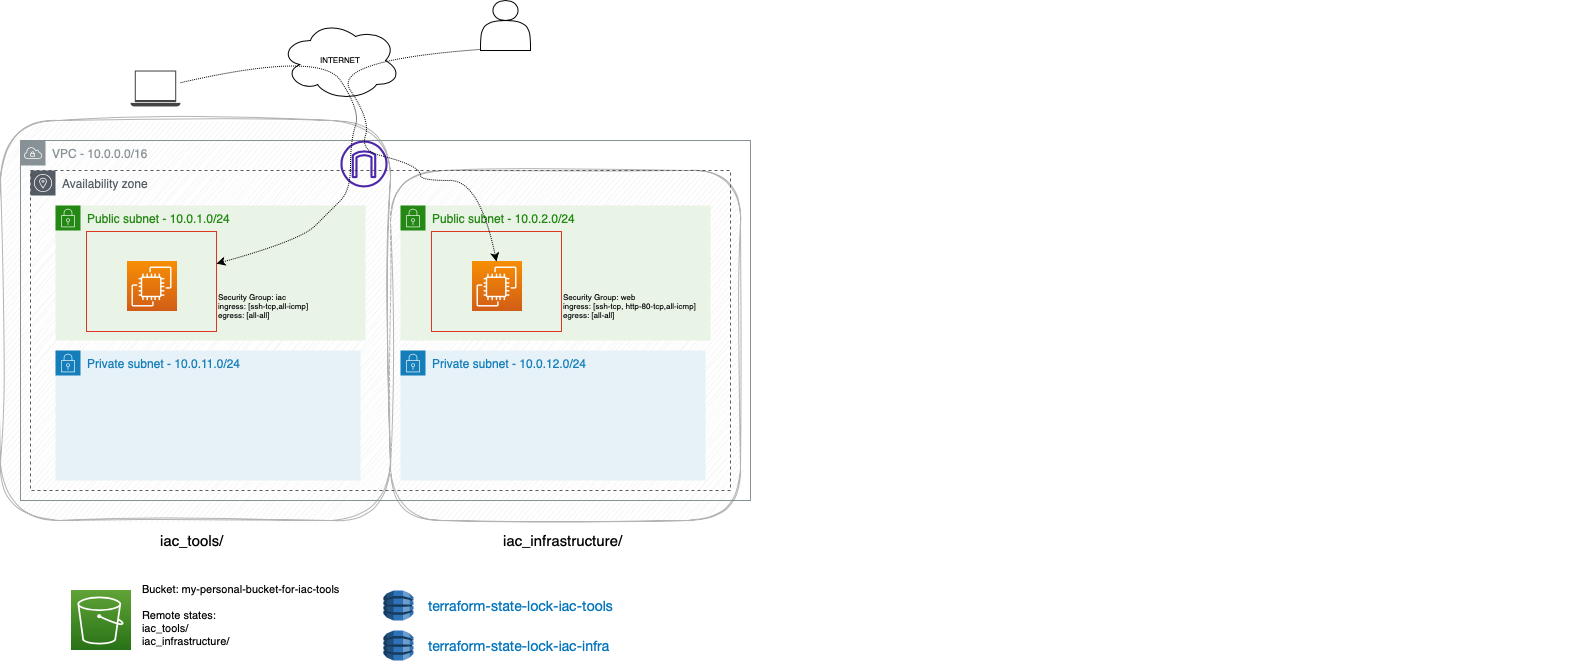 INTERNET
VPC - 10.0.0.0/16
Availability zone
Public subnet - 10.0.1.0/24
Security Group: iac
ingress: [ssh-tcp,all-icmp]
egress: [all-all]
Private subnet - 10.0.11.0/24
Public subnet - 10.0.2.0/24
Security Group: web
ingress: [ssh-tcp, http-80-tcp,all-icmp]
egress: [all-all]
Private subnet - 10.0.12.0/24
iac_tools/
iac_infrastructure/
Bucket: my-personal-bucket-for-iac-tools
Remote states:
iac_tools/
iac_infrastructure/
terraform-state-lock-iac-tools
terraform-state-lock-iac-infra